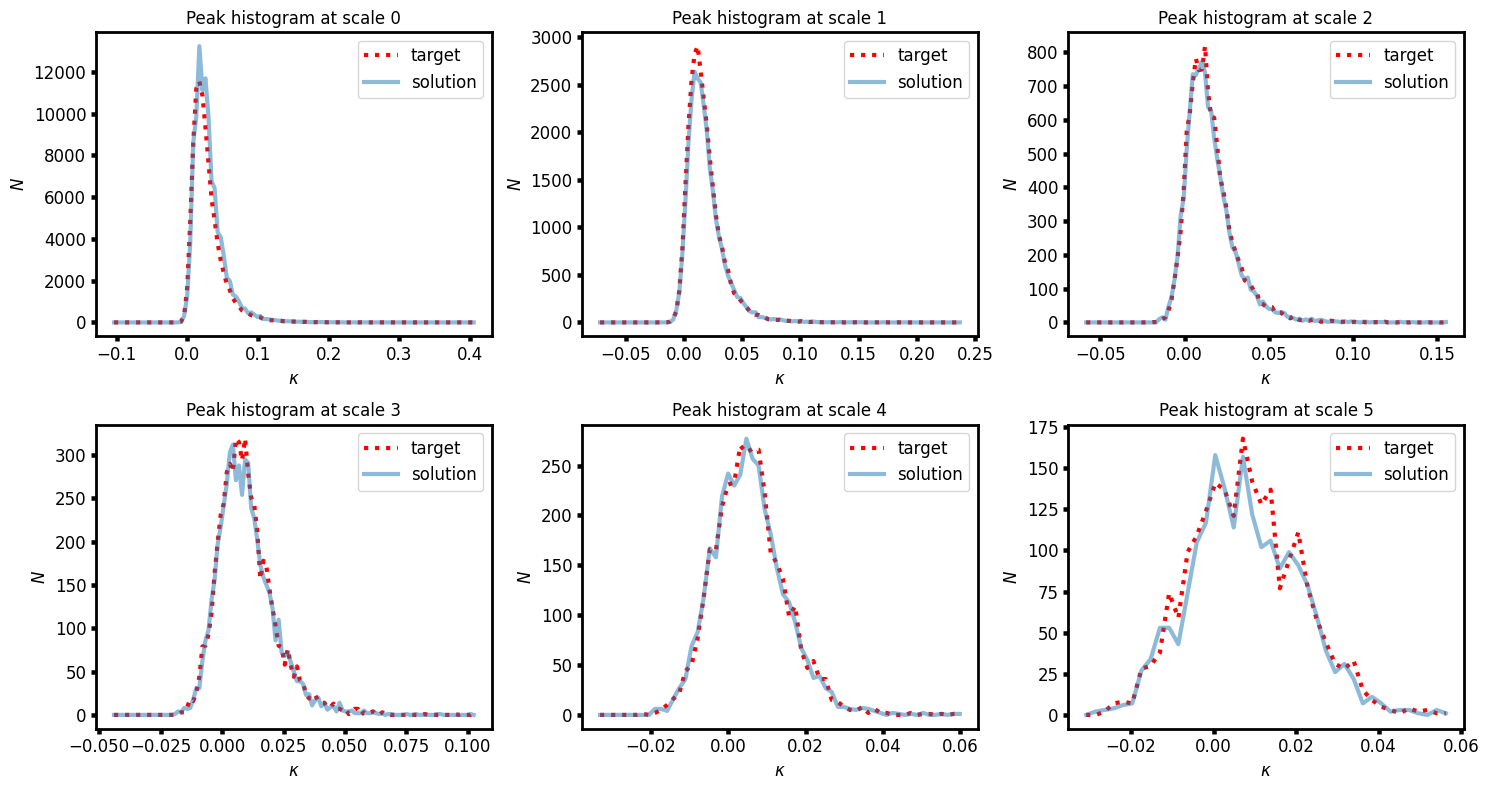 Peak histogram at scale 0
12000
10000
8000
6000
4000
2000
0
−0.1 0.0 0.1 0.2 0.3 0.4
N
κ
target
solution
Peak histogram at scale 1
3000
2500
2000
1500
1000
500
0
−0.05 0.00 0.05 0.10 0.15 0.20 0.25
N
κ
target
solution
Peak histogram at scale 2
800
700
600
500
400
300
200
100
0
−0.05 0.00 0.05 0.10 0.15
N
κ
target
solution
Peak histogram at scale 3
300
250
200
150
100
50
0
−0.050 −0.025 0.000 0.025 0.050 0.075 0.100
N
κ
target
solution
Peak histogram at scale 4
250
200
150
100
50
0
−0.02 0.00 0.02 0.04 0.06
N
κ
target
solution
Peak histogram at scale 5
175
150
125
100
75
50
25
0
−0.02 0.00 0.02 0.04 0.06
N
κ
target
solution